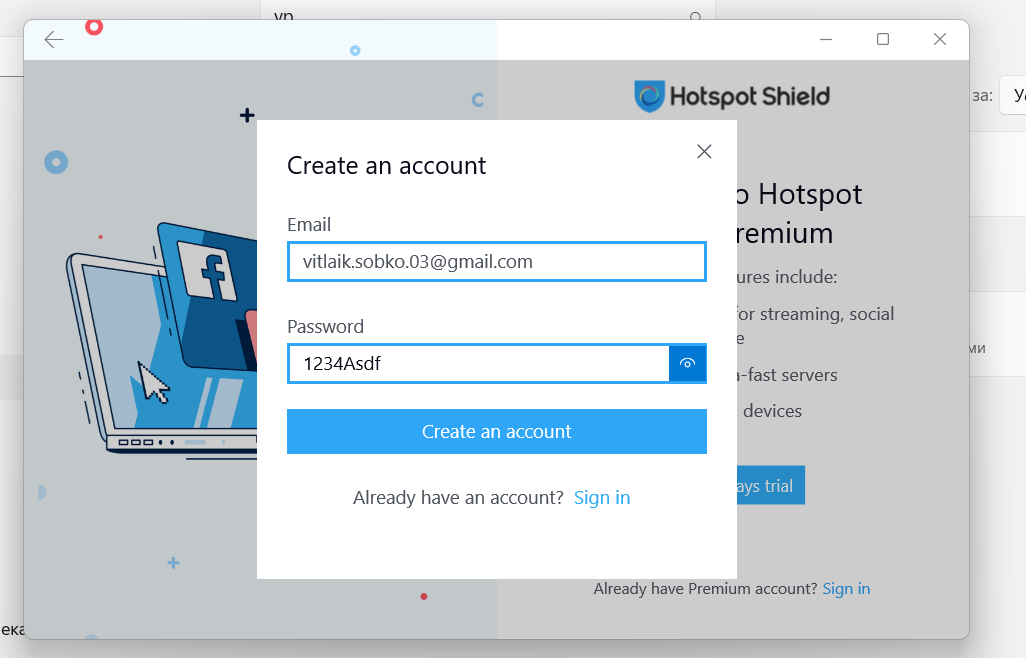 vp
за:
Hotspot Shield
Create an account
Email
vitlaik.sobko.03@gmail.com
Password
1234Asdf
Create an account
Already have an account? Sign in
o Hotspot
remium
ures include:
or streaming, social
e
a-fast servers
devices
ays trial
Already have Premium account? Sign in
ми
ека